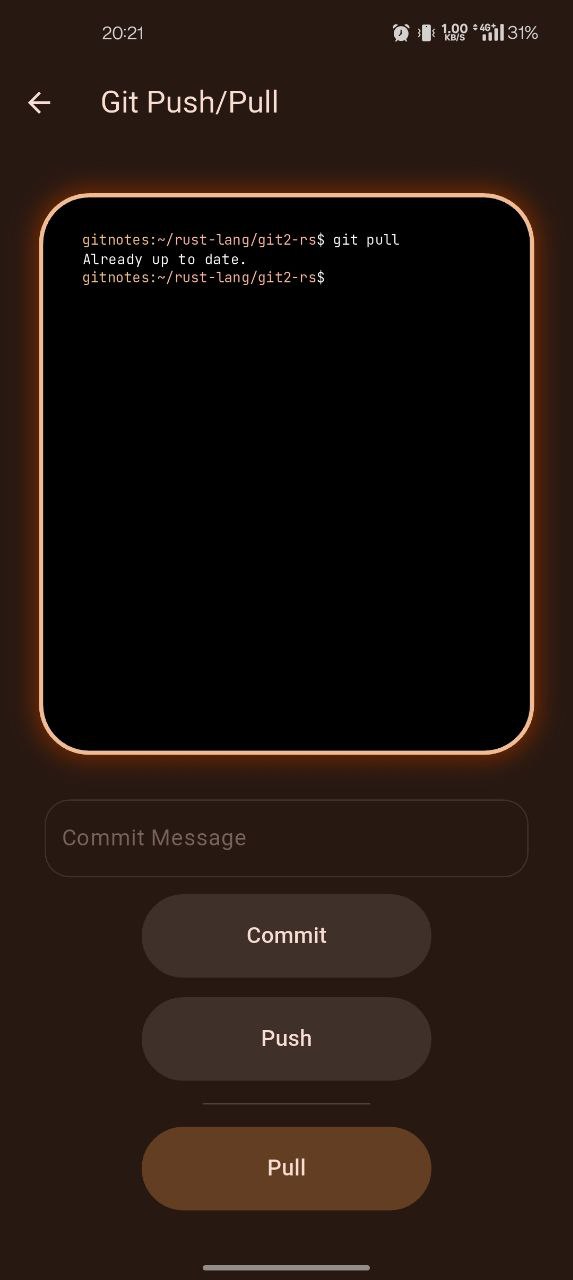 20:21
1.00 KB/S 4G+ 31%
Git Push/Pull
gitnotes:~/rust-lang/git2-rs$ git pull
Already up to date.
gitnotes:~/rust-lang/git2-rs$
Commit Message
Commit
Push
Pull